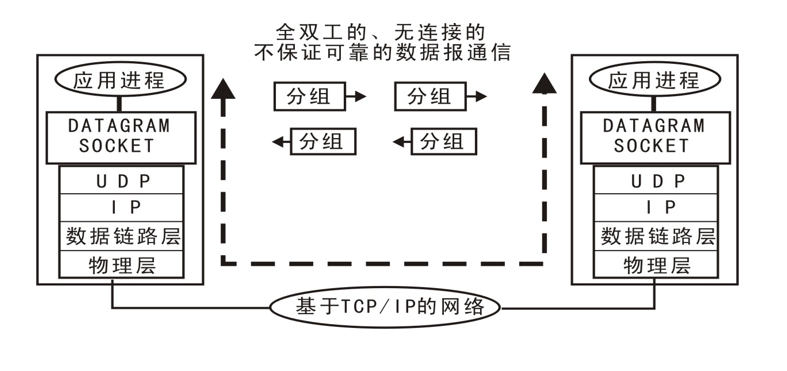 全双工的、无连接的
不保证可靠的数据报通信
应用进程
DATAGRAM
SOCKET
UDP
IP
数据链路层
物理层
分组
分组
分组
分组
应用进程
DATAGRAM
SOCKET
UDP
IP
数据链路层
物理层
基于TCP/IP的网络